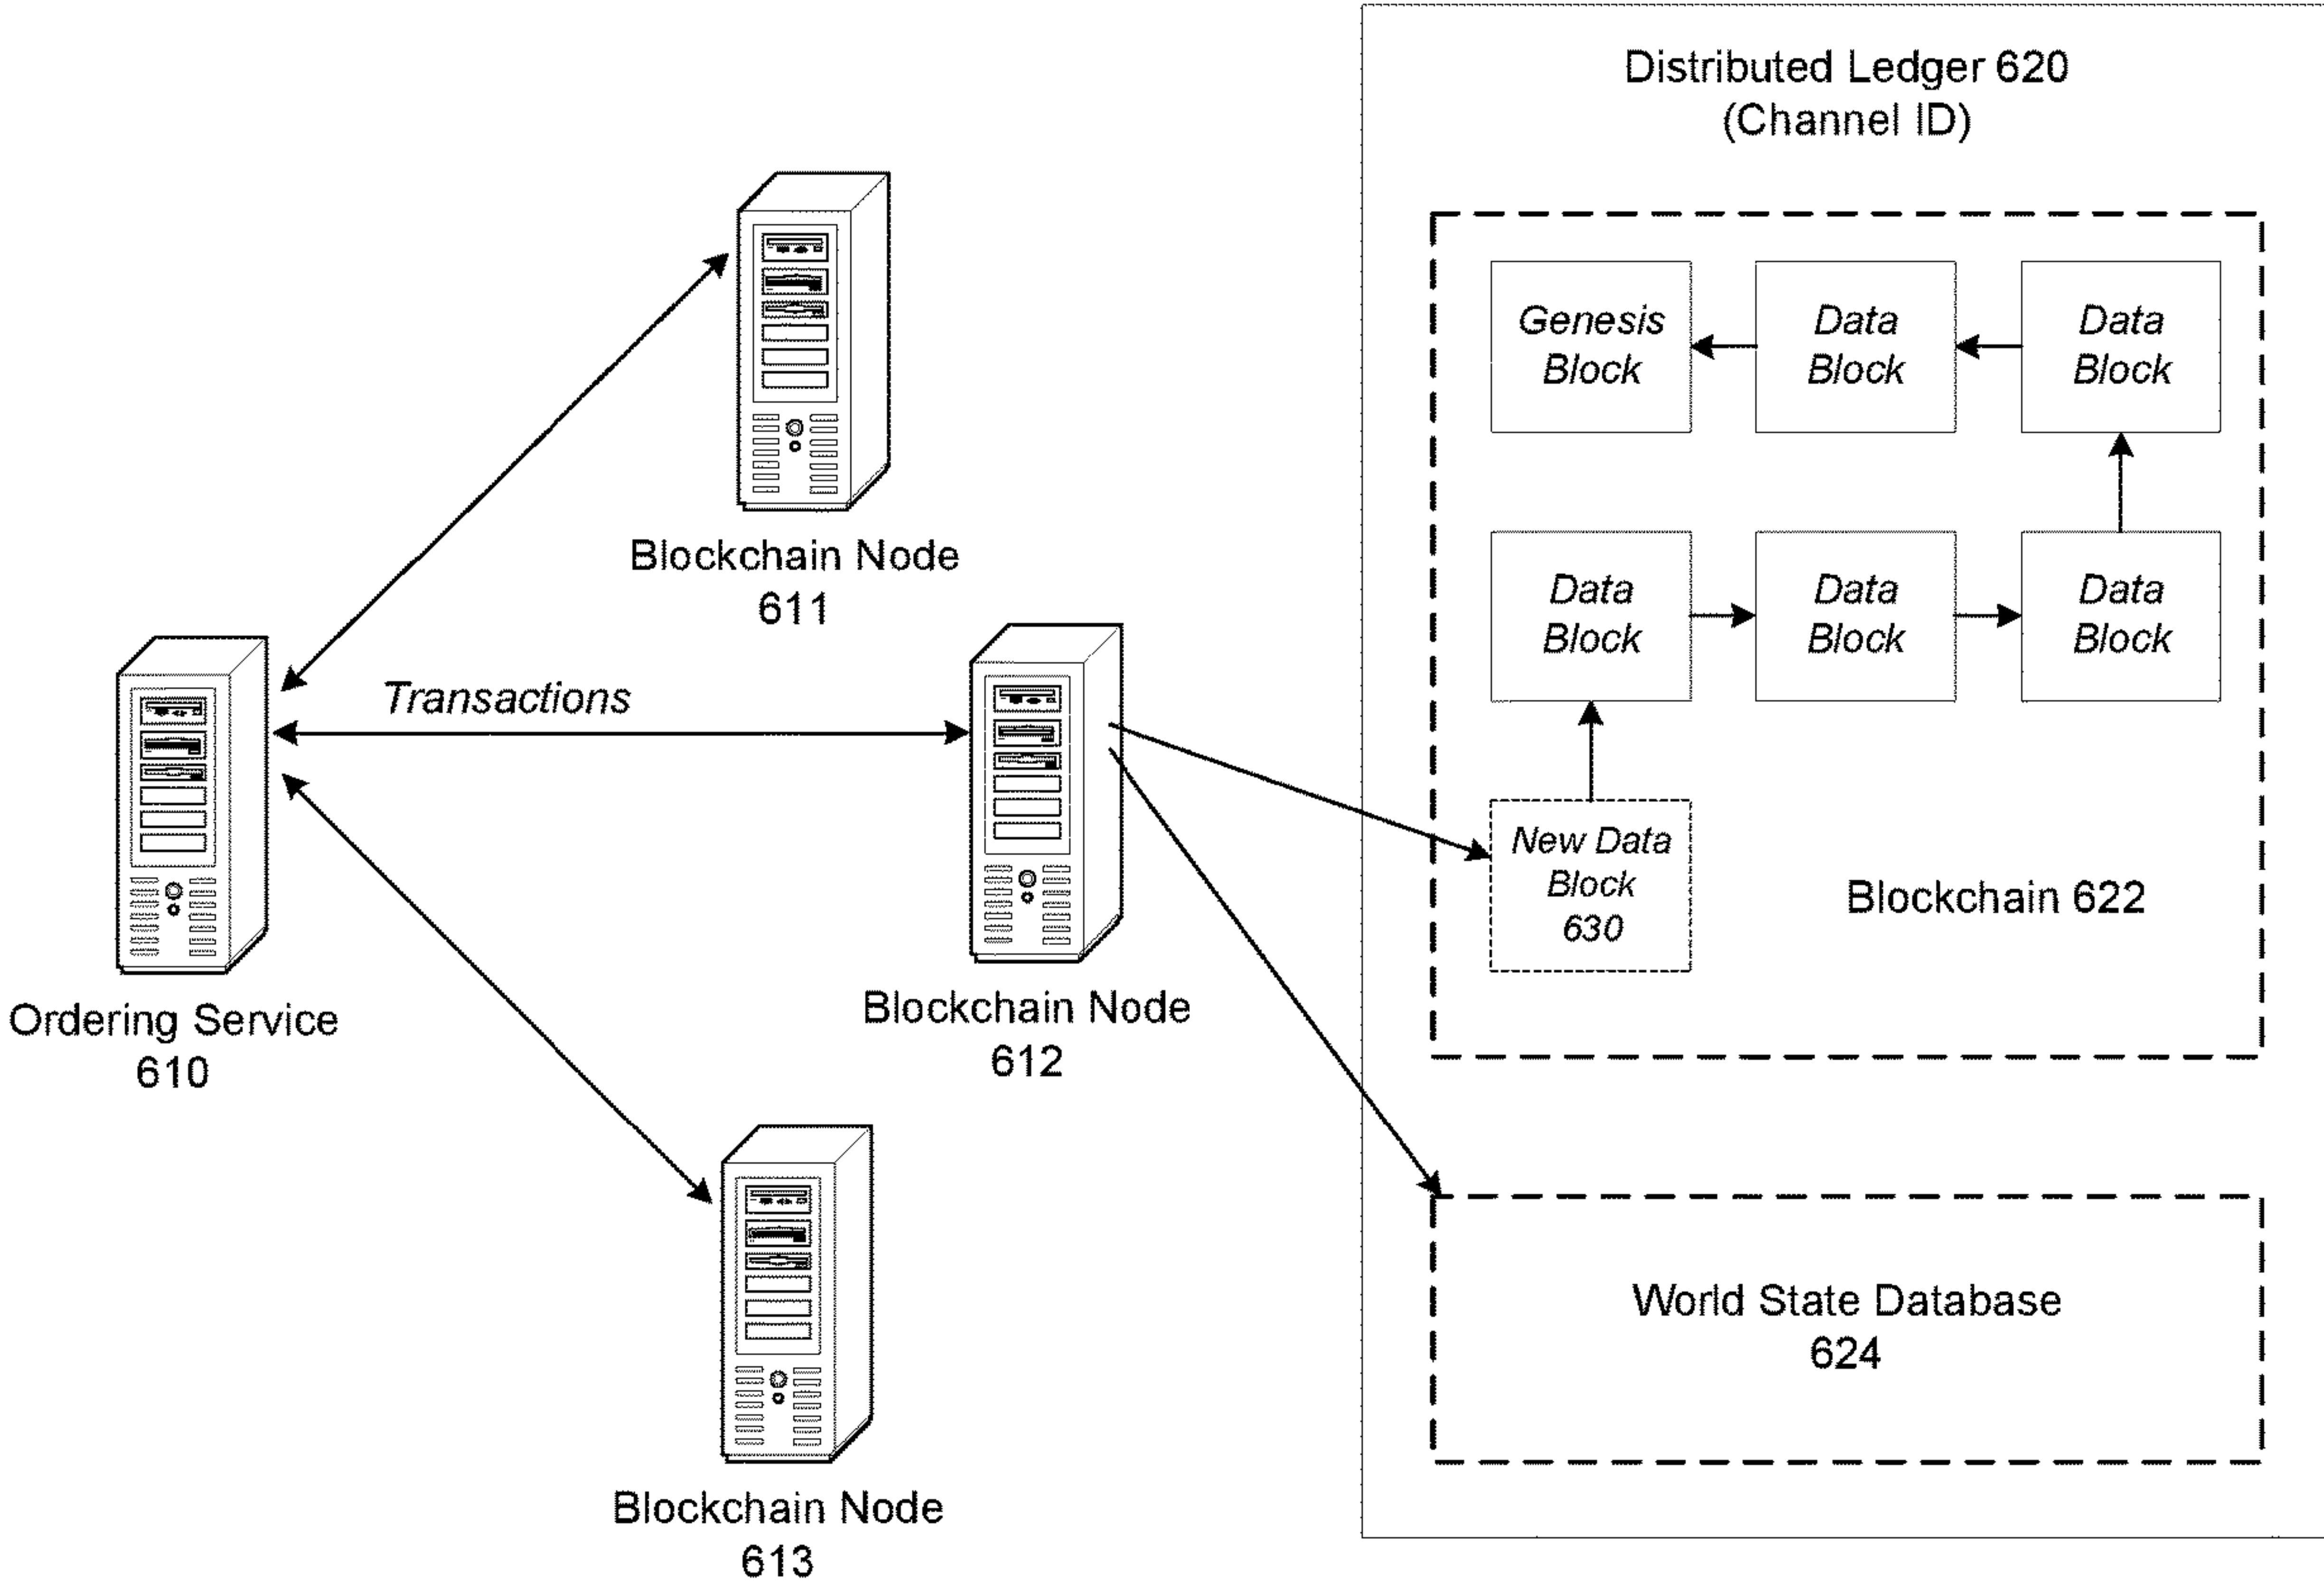 Distributed Ledger 620
(Channel ID)
Genesis
Block
Data
Block
Data
Block
Blockchain Node
611
Data
Block
Data
Block
Data
Block
Transactions
New Data
Block
630
Blockchain 622
Ordering Service
610
Blockchain Node
612
World State Database
624
Blockchain Node
613